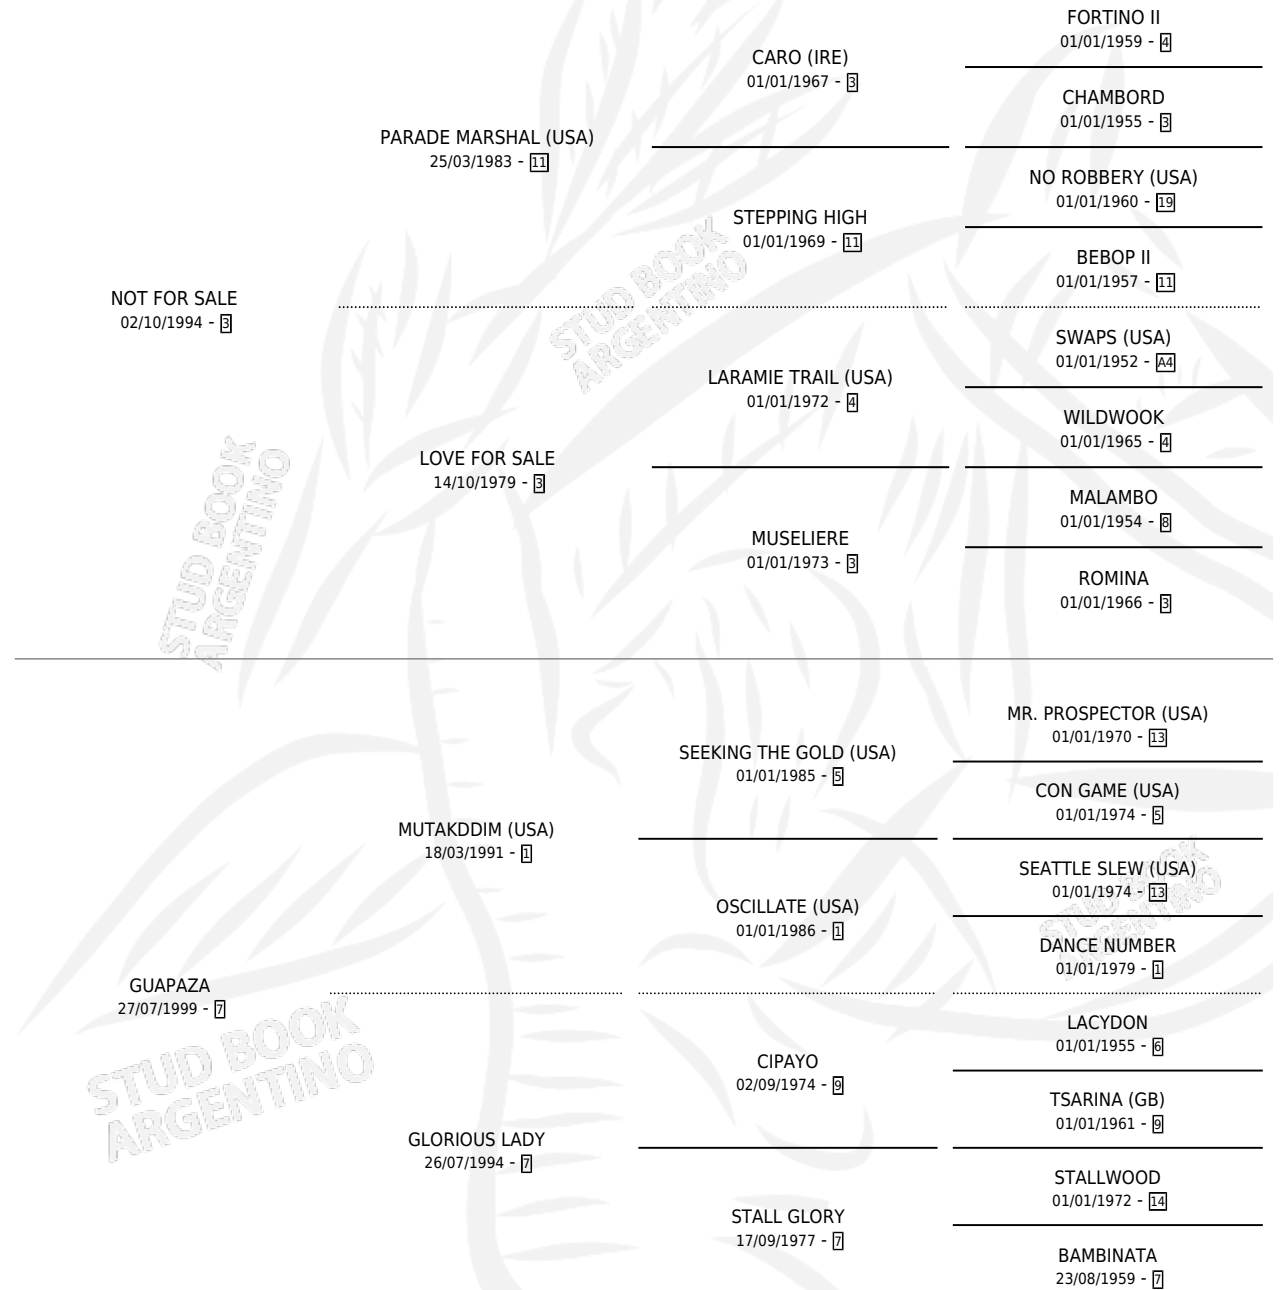 FORTINO II
01/01/1959 - 4
CARO (IRE)
01/01/1967 - 3
CHAMBORD
01/01/1955 - 3
PARADE MARSHAL (USA)
25/03/1983 - 11
NO ROBBERY (USA)
01/01/1960 - 19
STEPPING HIGH
01/01/1969 - 11
BEBOP II
01/01/1957 - 11
NOT FOR SALE
02/10/1994 - 3
SWAPS (USA)
01/01/1952 - A4
LARAMIE TRAIL (USA)
01/01/1972 - 4
WILDWOOK
01/01/1965 - 4
LOVE FOR SALE
14/10/1979 - 3
MALAMBO
01/01/1954 - 8
MUSELIERE
01/01/1973 - 3
ROMINA
01/01/1966 - 3
MR. PROSPECTOR (USA)
01/01/1970 - 13
SEEKING THE GOLD (USA)
01/01/1985 - 5
CON GAME (USA)
01/01/1974 - 5
MUTAKDDIM (USA)
18/03/1991 - 1
SEATTLE SLEW (USA)
01/01/1974 - 13
OSCILLATE (USA)
01/01/1986 - 1
DANCE NUMBER
01/01/1979 - 1
GUAPAZA
27/07/1999 - 7
LACYDON
01/01/1955 - 6
CIPAYO
02/09/1974 - 9
TSARINA (GB)
01/01/1961 - 9
GLORIOUS LADY
26/07/1994 - 7
STALLWOOD
01/01/1972 - 14
STALL GLORY
17/09/1977 - 7
BAMBINATA
23/08/1959 - 7
STUD BOOK
ARGENTINO
STUD BOOK
ARGENTINO
STUD BOOK
ARGENTINO
STUD BOOK
ARGENTINO